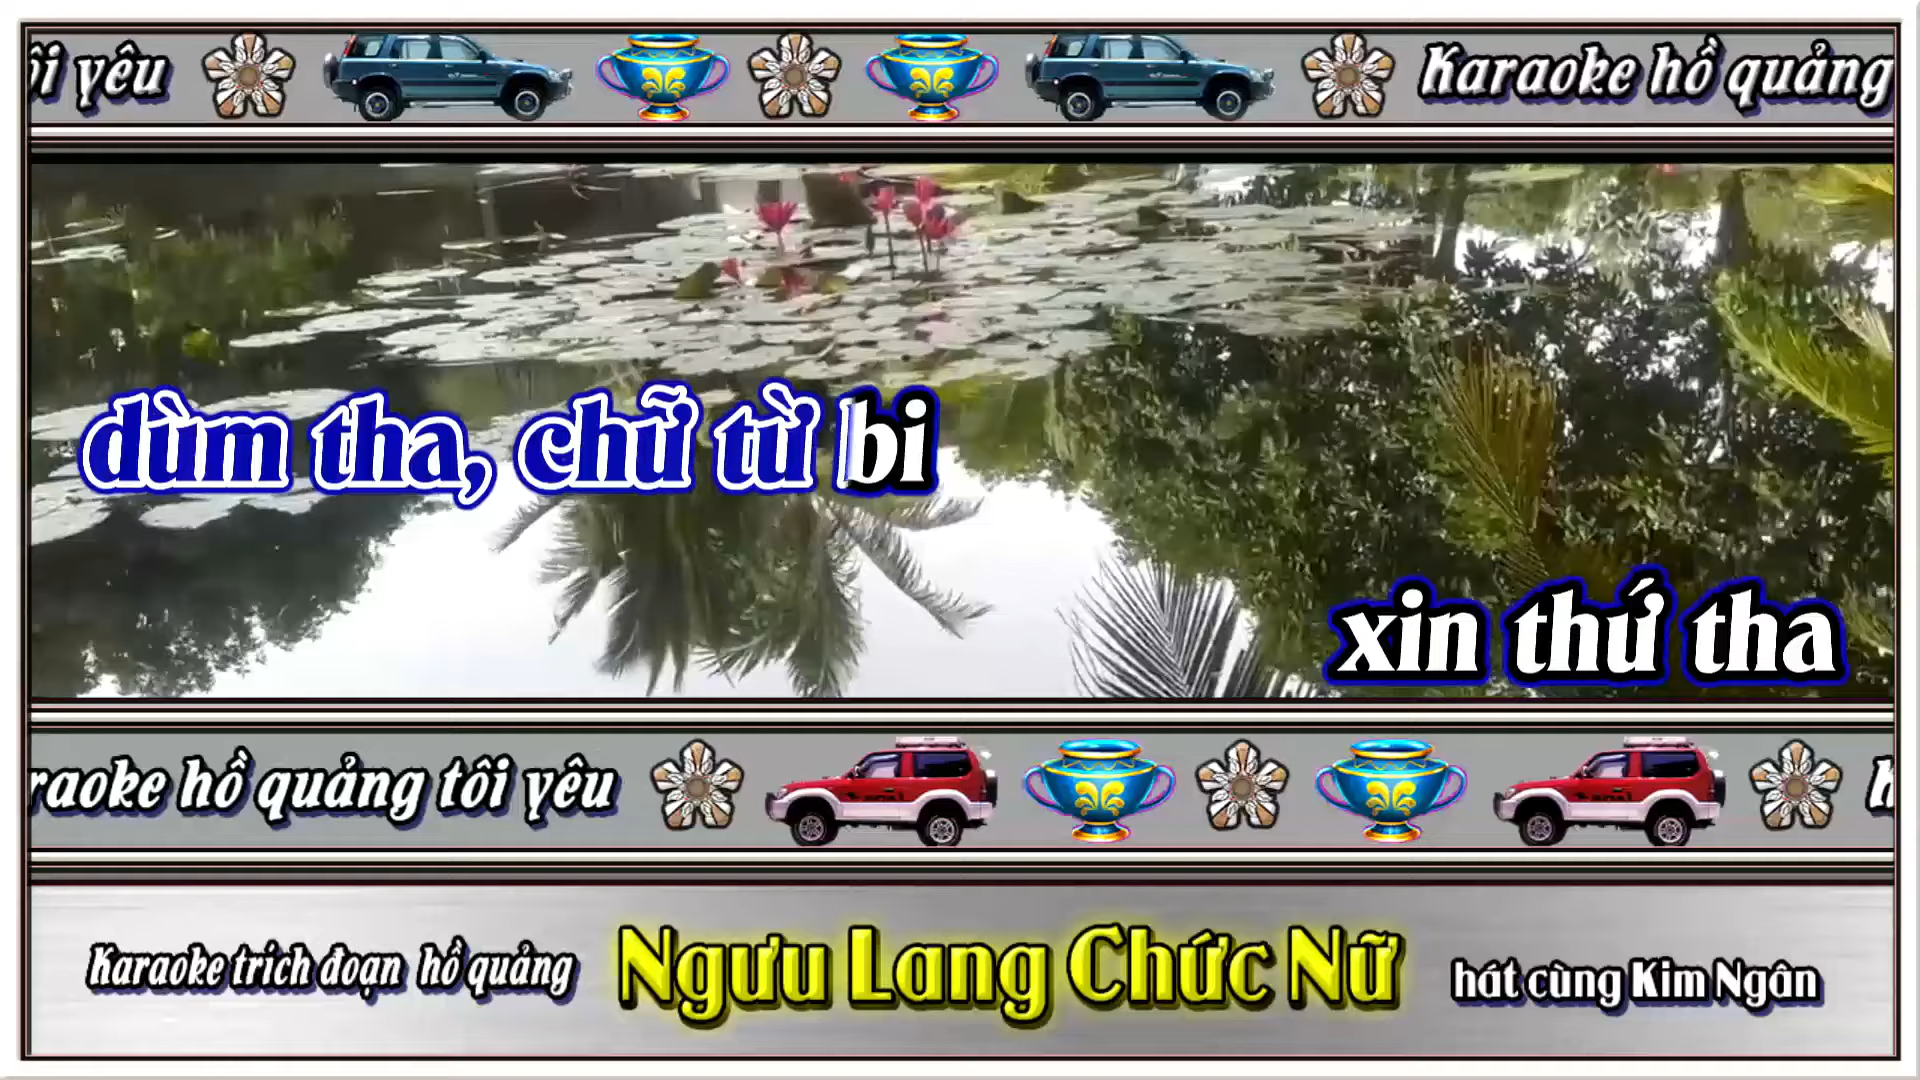 ôi yêu Karaoke hồ quảng
dùm tha, chữ từ bi
xin thứ tha
raoke hồ quảng tôi yêu K
Karaoke trích đoạn hồ quảng Ngưu Lang Chức Nữ hát cùng Kim Ngân